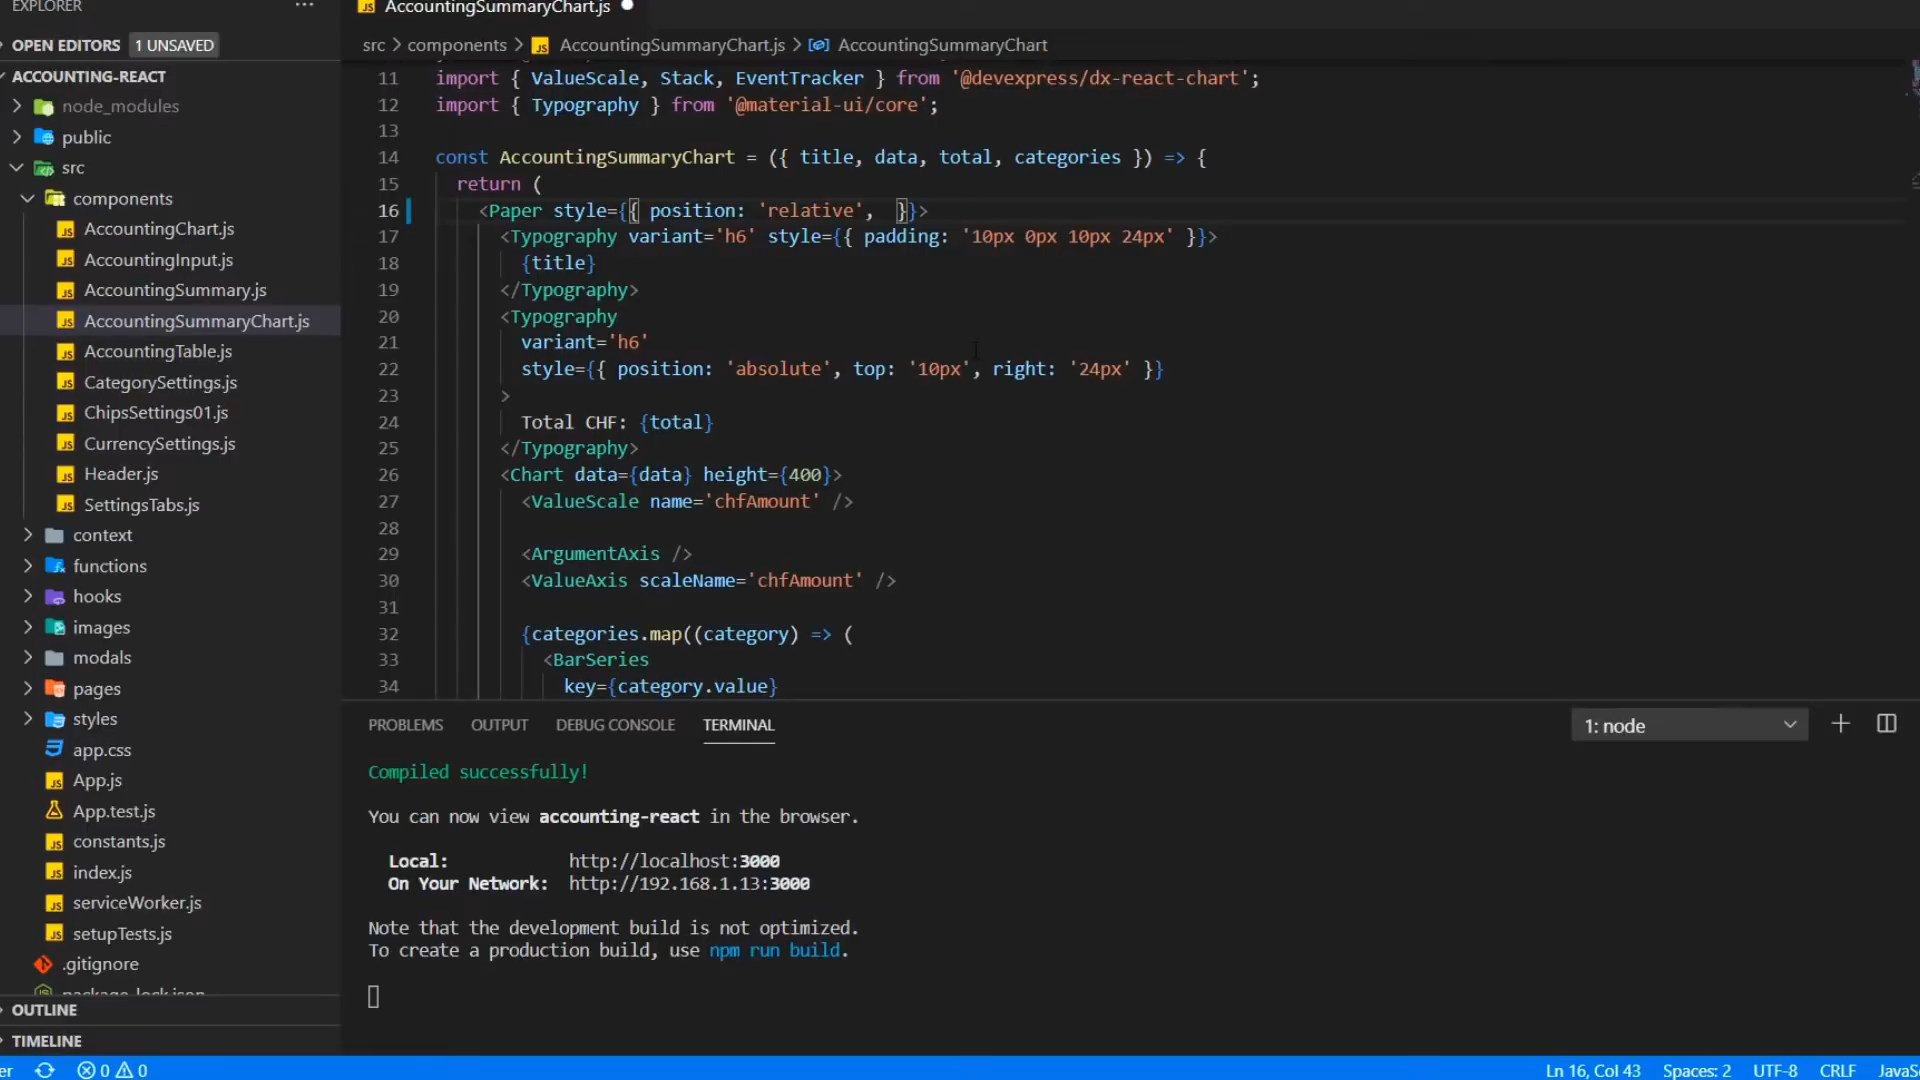 EXPLORER
AccountingSummaryChart.js
OPEN EDITORS 1 UNSAVED
src > components > AccountingSummaryChart.js > AccountingSummaryChart
ACCOUNTING-REACT
node_modules
public
src
components
AccountingChart.js
AccountingInput.js
AccountingSummary.js
AccountingSummaryChart.js
AccountingTable.js
CategorySettings.js
ChipsSettings01.js
CurrencySettings.js
Header.js
SettingsTabs.js
context
functions
hooks
images
modals
pages
styles
app.css
App.js
App.test.js
constants.js
index.js
serviceWorker.js
setupTests.js
.gitignore
package-lock.json
OUTLINE
TIMELINE
11 import { ValueScale, Stack, EventTracker } from '@devexpress/dx-react-chart';
12 import { Typography } from '@material-ui/core';
13
14 const AccountingSummaryChart = ({ title, data, total, categories }) => {
15 return (
16 <Paper style={{ position: 'relative',  }}>
17 <Typography variant='h6' style={{ padding: '10px 0px 10px 24px' }}>
18 {title}
19 </Typography>
20 <Typography
21 variant='h6'
22 style={{ position: 'absolute', top: '10px', right: '24px' }}
23 >
24 Total CHF: {total}
25 </Typography>
26 <Chart data={data} height={400}>
27 <ValueScale name='chfAmount' />
28
29 <ArgumentAxis />
30 <ValueAxis scaleName='chfAmount' />
31
32 {categories.map((category) => (
33 <BarSeries
34 key={category.value}
PROBLEMS OUTPUT DEBUG CONSOLE TERMINAL 1: node
Compiled successfully!
You can now view accounting-react in the browser.
Local: http://localhost:3000
On Your Network: http://192.168.1.13:3000
Note that the development build is not optimized.
To create a production build, use npm run build.
0 0 Ln 16, Col 43 Spaces: 2 UTF-8 CRLF